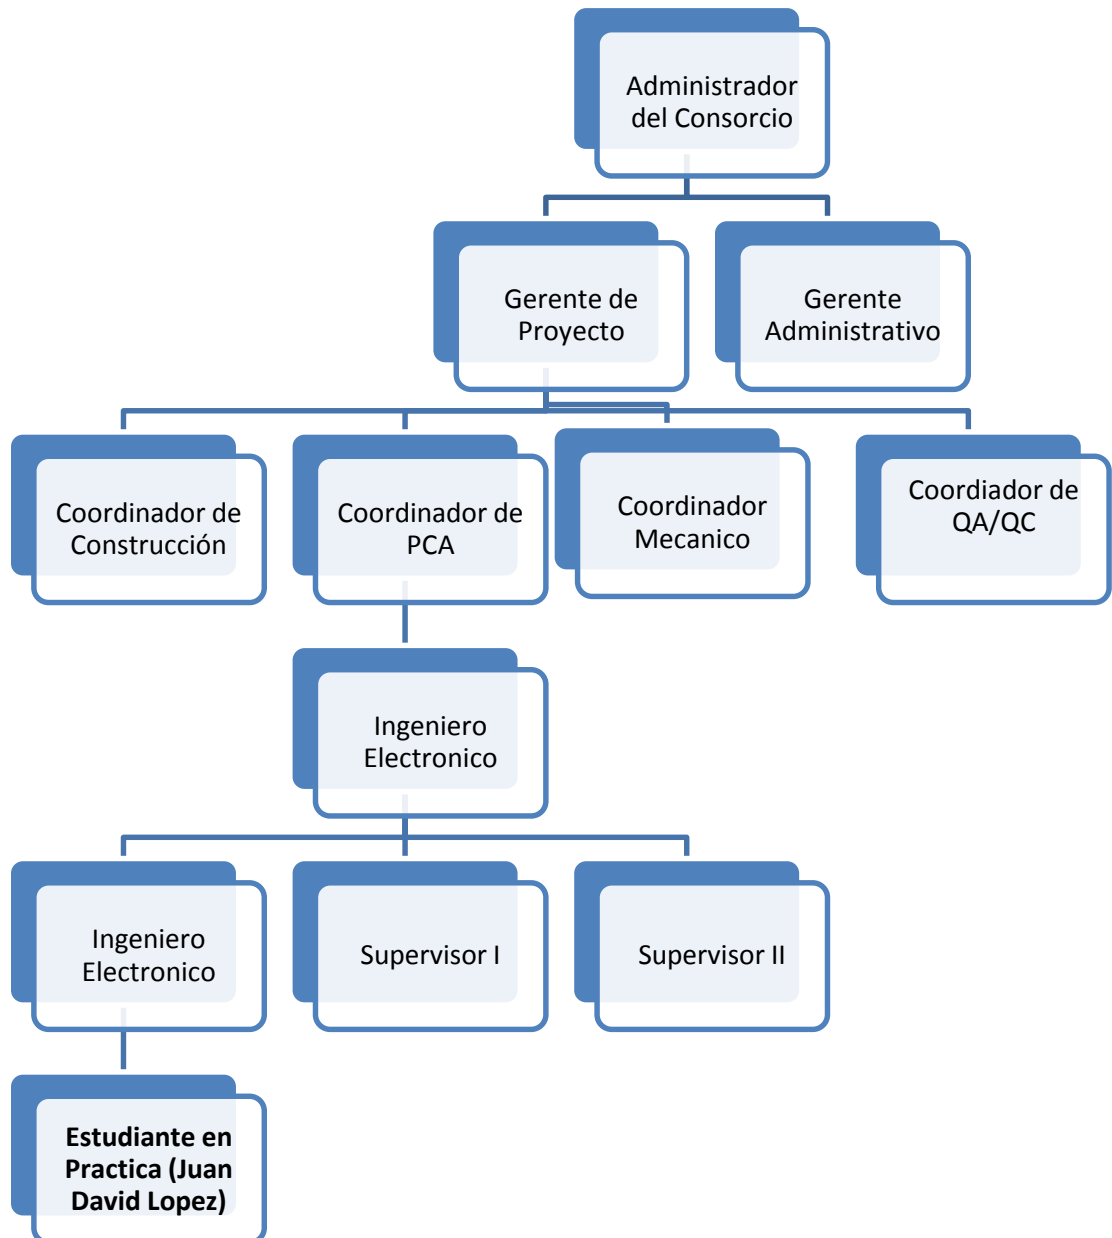 Administrador
del Consorcio
Gerente de
Proyecto
Gerente
Administrativo
Coordinador de
Construcción
Coordinador de
PCA
Coordinador
Mecanico
Coordiador de
QA/QC
Ingeniero
Electronico
Ingeniero
Electronico
Supervisor I
Supervisor II
Estudiante en
Practica (Juan
David Lopez)